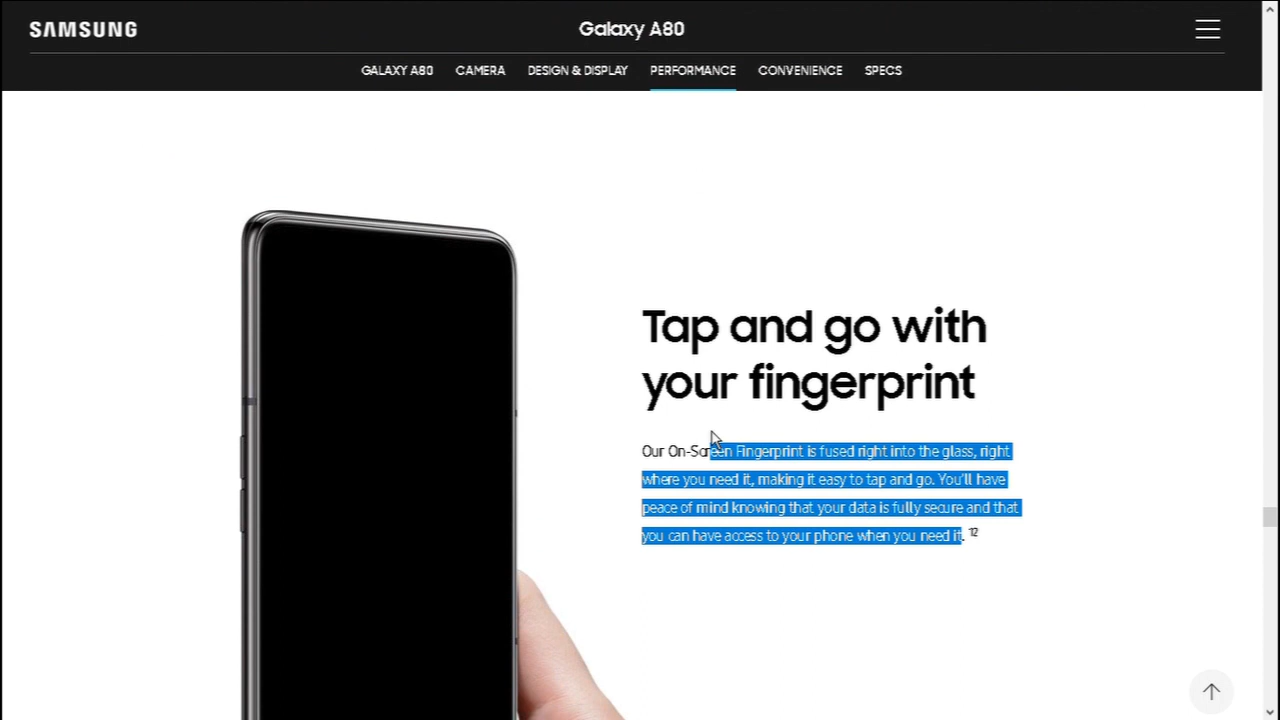 SAMSUNG
Galaxy A80
GALAXY A80 CAMERA DESIGN & DISPLAY PERFORMANCE CONVENIENCE SPECS
Tap and go with
your fingerprint
Our On-Screen Fingerprint is fused right into the glass, right
where you need it, making it easy to tap and go. You'll have
peace of mind knowing that your data is fully secure and that
you can have access to your phone when you need it. 12